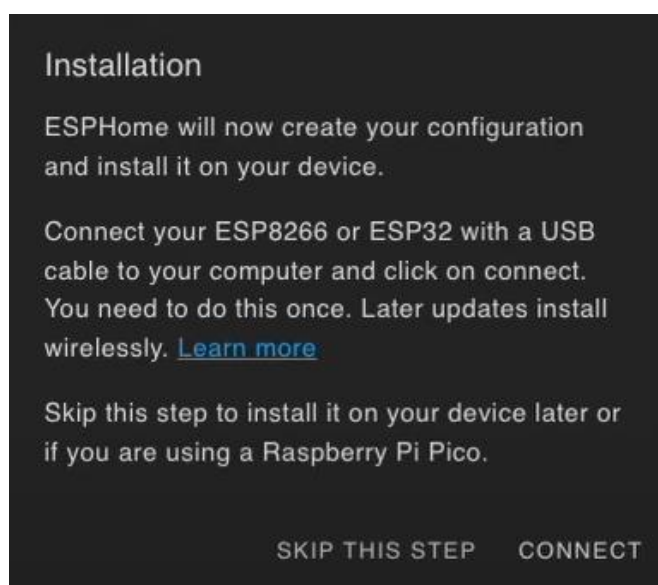 Installation
ESPHome will now create your configuration
and install it on your device.
Connect your ESP8266 or ESP32 with a USB
cable to your computer and click on connect.
You need to do this once. Later updates install
wirelessly. Learn more
Skip this step to install it on your device later or
if you are using a Raspberry Pi Pico.
SKIP THIS STEP CONNECT